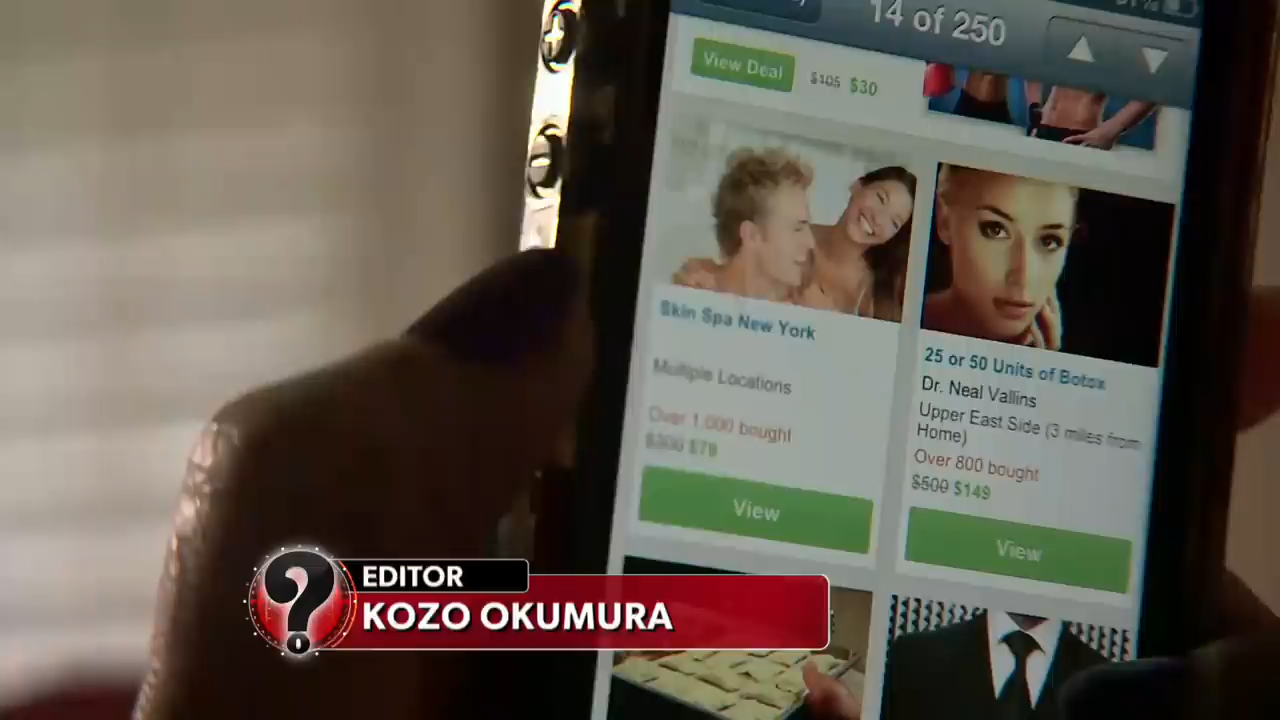 14 of 250
View Deal
$105 $30
Skin Spa New York
Multiple Locations
Over 1,000 bought
$300 $79
View
25 or 50 Units of Botox
Dr. Neal Vallins
Upper East Side (3 miles from
Home)
Over 800 bought
$500 $149
View
?
EDITOR
KOZO OKUMURA